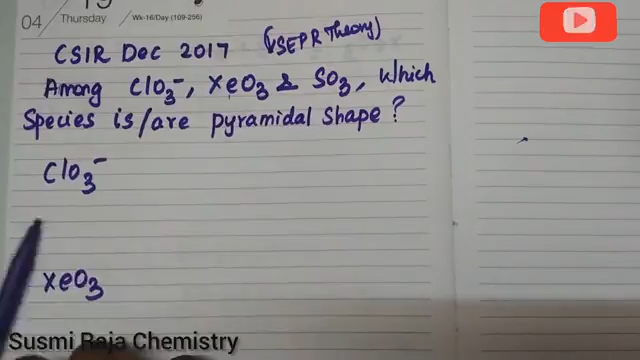 04
19
Thursday
Wk-16/Day (109-256)
CSIR Dec 2017 (VSEPR Theory)
Among ClO3⁻, XeO3 & SO3, Which
Species is/are pyramidal shape?
ClO3⁻
XeO3
Susmi Raja Chemistry